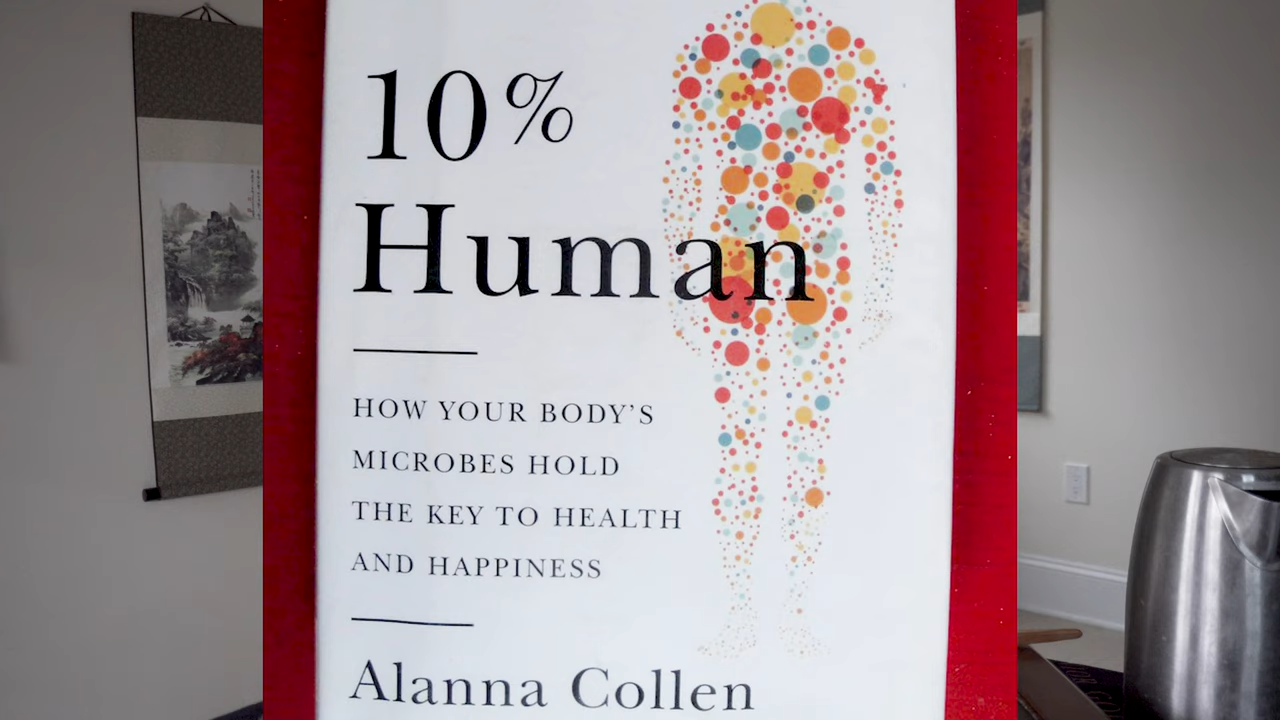 10%
Human
HOW YOUR BODY'S
MICROBES HOLD
THE KEY TO HEALTH
AND HAPPINESS
Alanna Collen